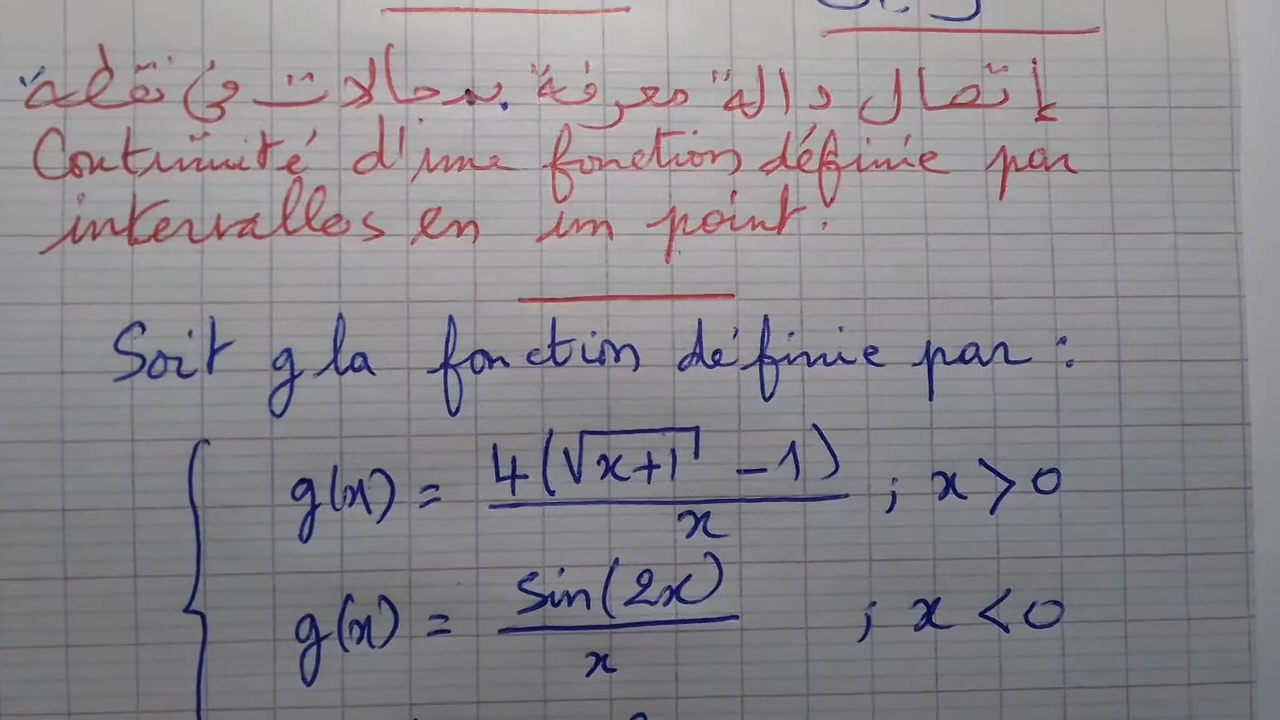 إتصال دالة معرفة بمجالات في نقطة
Continuité d'une fonction définie par
intervalles en un point.
Soit g la fonction définie par :
g(x) = 4(√x+1 - 1) / x ; x > 0
g(x) = sin(2x) / x ; x < 0